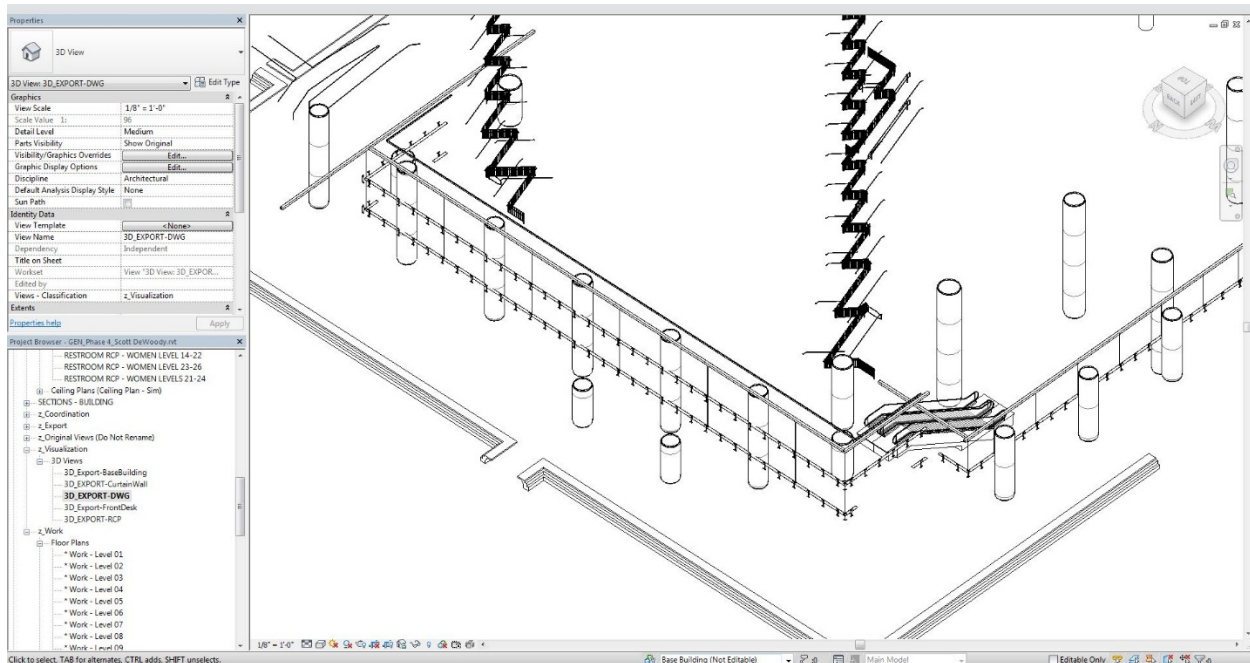 Properties
3D View
3D View: 3D_EXPORT-DWG
Edit Type
Graphics
View Scale 1/8" = 1'-0"
Scale Value 1: 96
Detail Level Medium
Parts Visibility Show Original
Visibility/Graphics Overrides Edit...
Graphic Display Options Edit...
Discipline Architectural
Default Analysis Display Style None
Sun Path
Identity Data
View Template <None>
View Name 3D_EXPORT-DWG
Dependency Independent
Title on Sheet
Workset View "3D View: 3D_EXPOR...
Edited by
Views - Classification z_Visualization
Extents
Properties help Apply
Project Browser - GEN_Phase 4_Scott DeWoody.rvt
RESTROOM RCP - WOMEN LEVEL 14-22
RESTROOM RCP - WOMEN LEVEL 23-26
RESTROOM RCP - WOMEN LEVELS 21-24
Ceiling Plans (Ceiling Plan - Sim)
SECTIONS - BUILDING
z_Coordination
z_Export
z_Original Views (Do Not Rename)
z_Visualization
3D Views
3D_Export-BaseBuilding
3D_EXPORT-CurtainWall
3D_EXPORT-DWG
3D_Export-FrontDesk
3D_EXPORT-RCP
z_Work
Floor Plans
* Work - Level 01
* Work - Level 02
* Work - Level 03
* Work - Level 04
* Work - Level 05
* Work - Level 06
* Work - Level 07
* Work - Level 08
* Work - Level 09
TOP
BACK
LEFT
1/8" = 1'-0"
Click to select, TAB for alternates, CTRL adds, SHIFT unselects.
Base Building (Not Editable)
:0
Main Model
Editable Only
:0